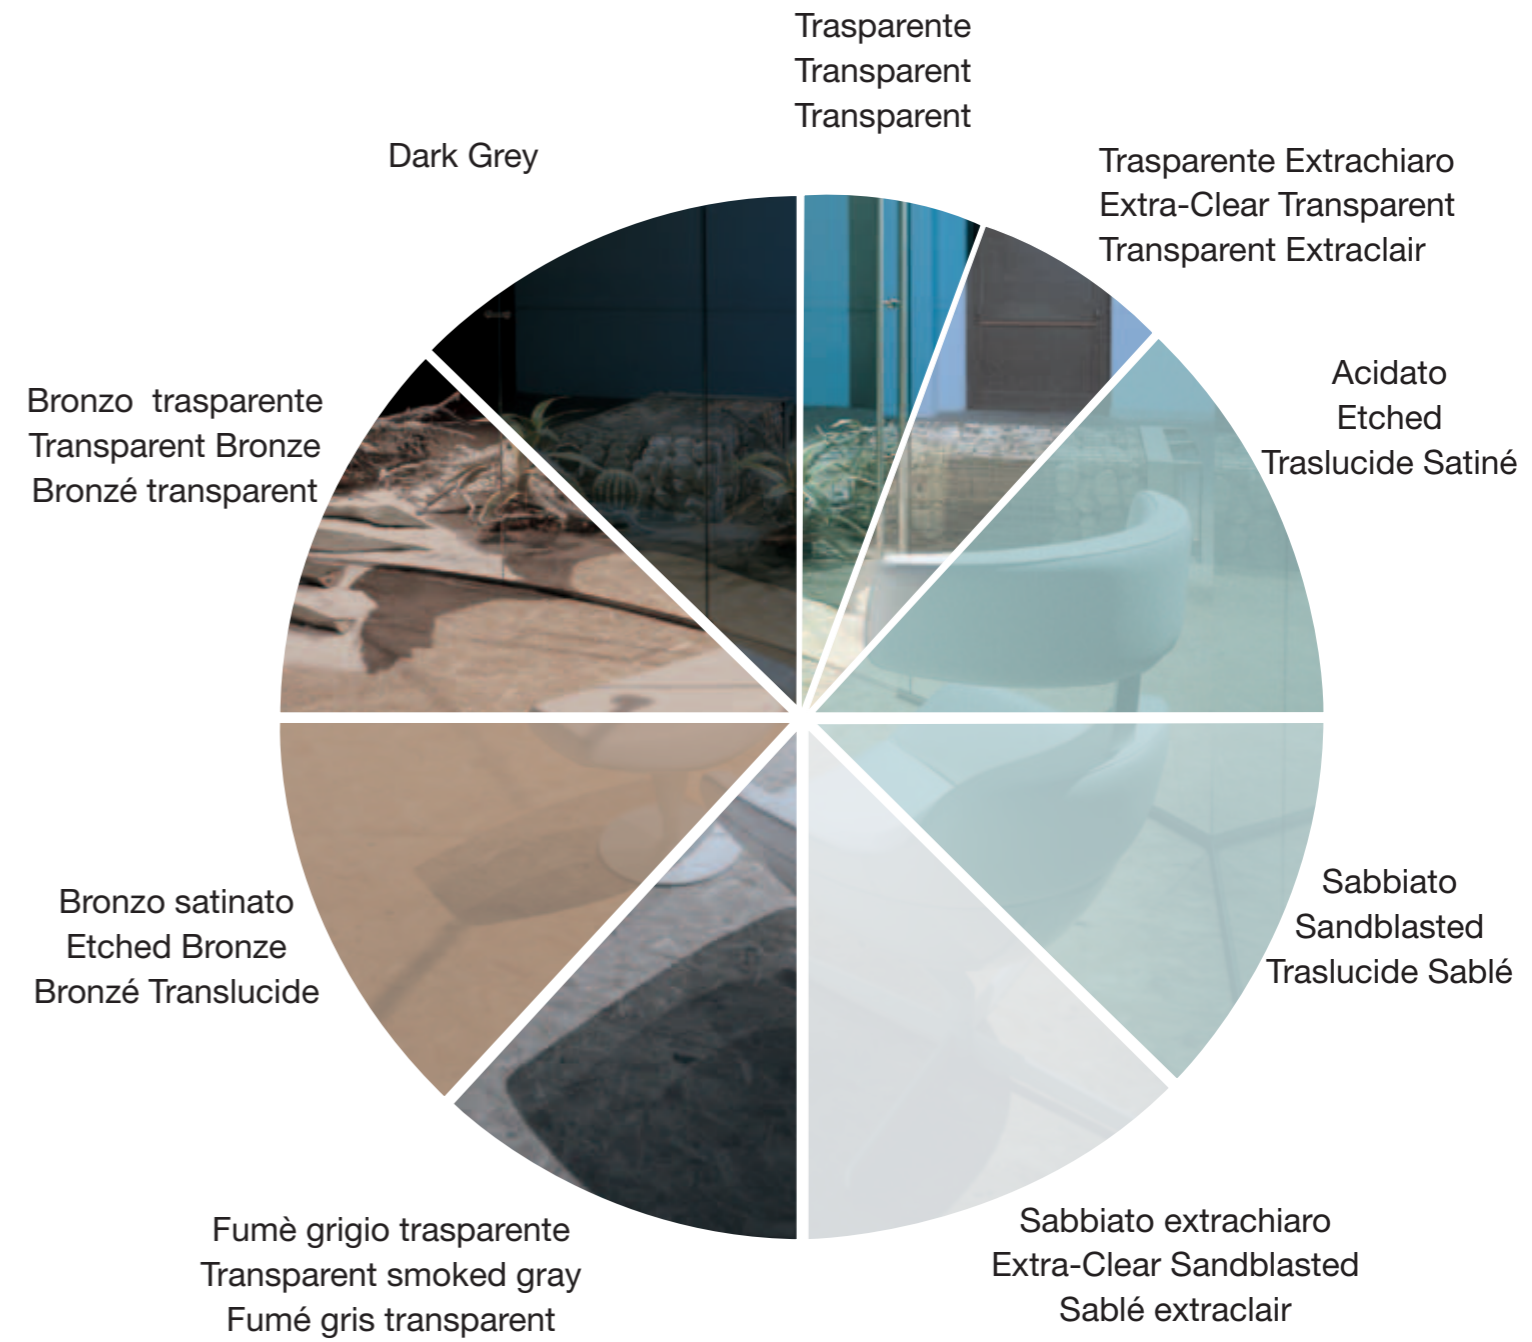 Trasparente
Transparent
Transparent
Dark Grey
Trasparente Extrachiaro
Extra-Clear Transparent
Transparent Extraclair
Acidato
Etched
Traslucide Satiné
Bronzo trasparente
Transparent Bronze
Bronzé transparent
Sabbiato
Sandblasted
Traslucide Sablé
Bronzo satinato
Etched Bronze
Bronzé Translucide
Sabbiato extrachiaro
Extra-Clear Sandblasted
Sablé extraclair
Fumè grigio trasparente
Transparent smoked gray
Fumé gris transparent